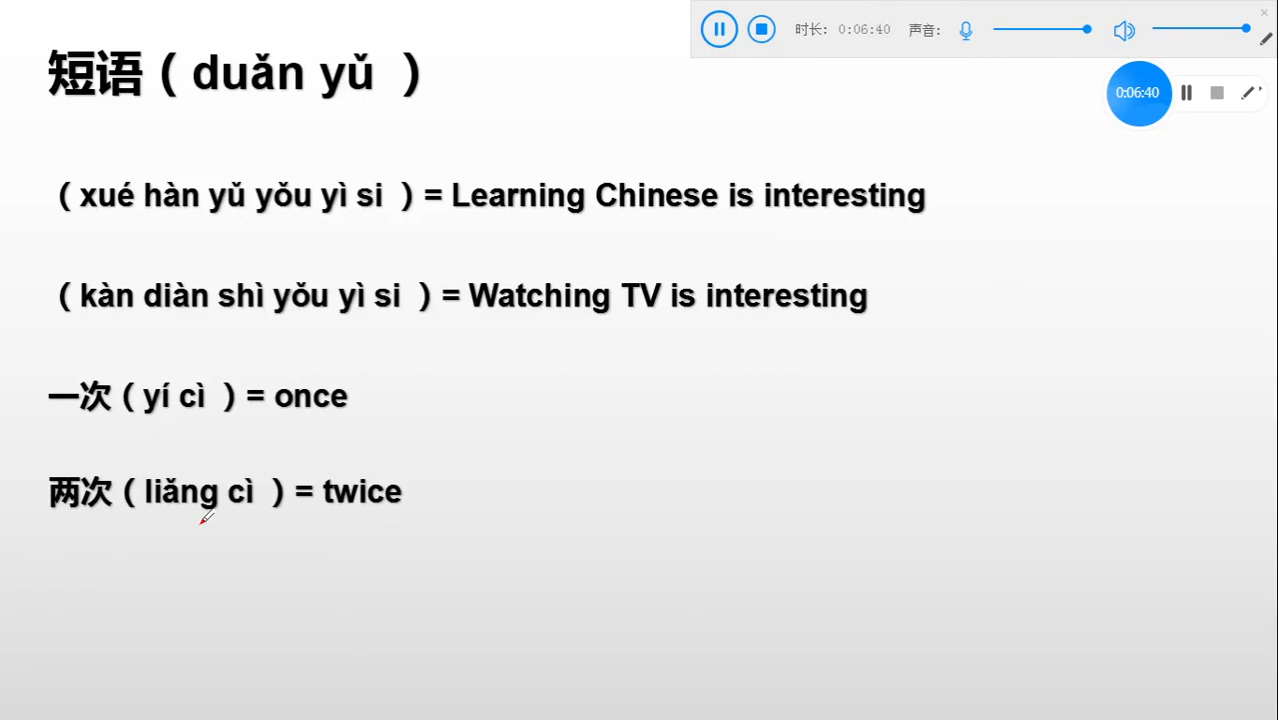 时长: 0:06:40 声音:
0:06:40
短语（duǎn yǔ ）
（xué hàn yǔ yǒu yì si ）= Learning Chinese is interesting
（kàn diàn shì yǒu yì si ）= Watching TV is interesting
一次（yí cì ）= once
两次（liǎng cì ）= twice